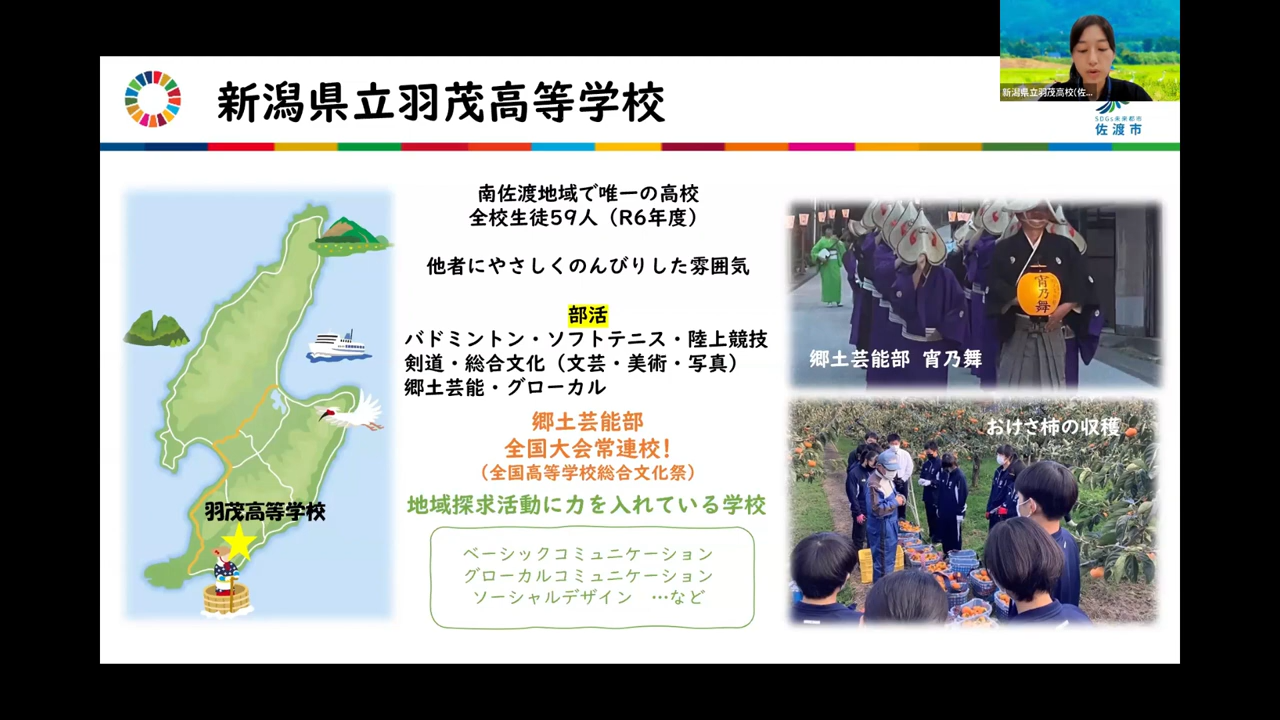 新潟県立羽茂高等学校
新潟県立羽茂高校(佐...
SDGs未来都市
佐渡市
南佐渡地域で唯一の高校
全校生徒59人（R6年度）
他者にやさしくのんびりした雰囲気
部活
バドミントン・ソフトテニス・陸上競技
剣道・総合文化（文芸・美術・写真）
郷土芸能・グローカル
郷土芸能部
全国大会常連校！
（全国高等学校総合文化祭）
地域探求活動に力を入れている学校
ベーシックコミュニケーション
グローカルコミュニケーション
ソーシャルデザイン　…など
羽茂高等学校
宵乃舞
郷土芸能部 宵乃舞
おけさ柿の収穫